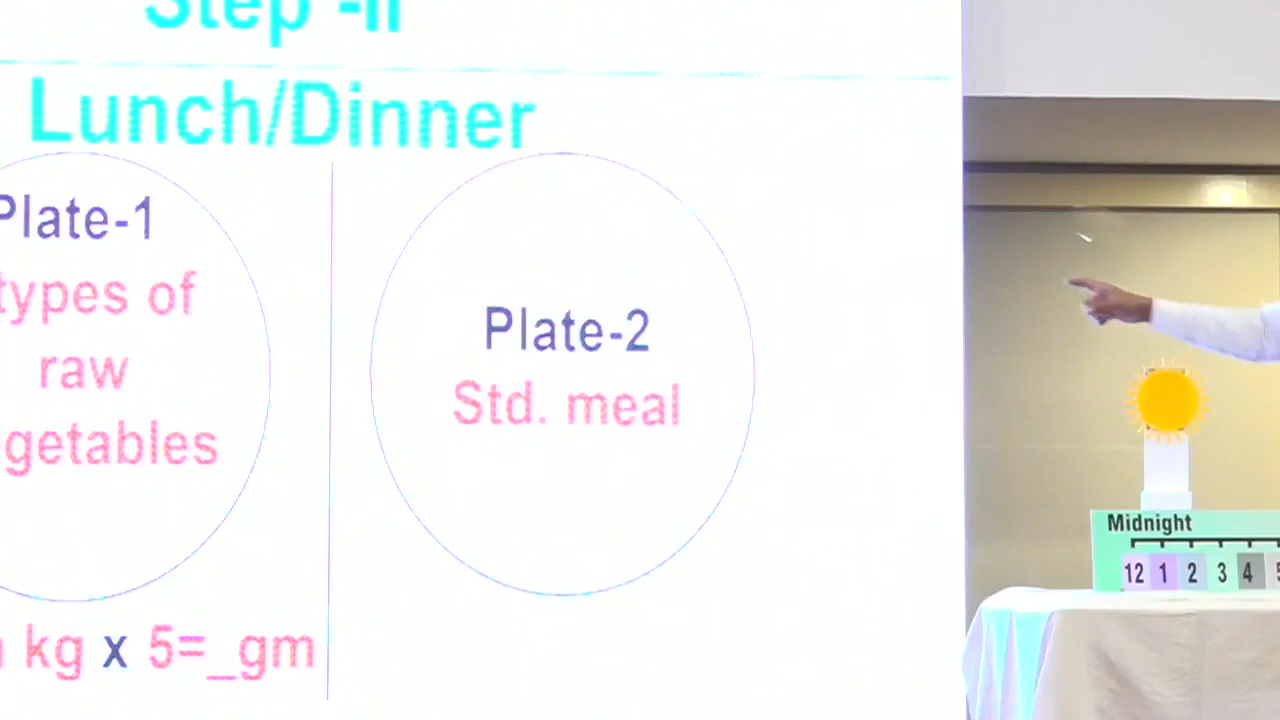 Step -II
Lunch/Dinner
Plate-1
types of
raw
getables
kg x 5=_gm
Plate-2
Std. meal
Midnight
12 1 2 3 4 5